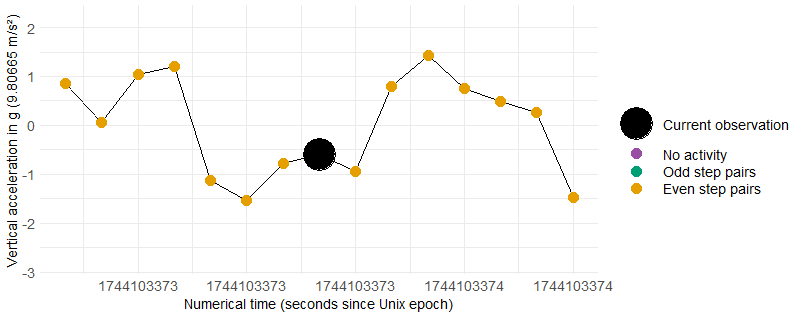 Vertical acceleration in g (9.80665 m/s²)
2
1
0
-1
-2
-3
1744103373
1744103373
1744103373
1744103374
1744103374
Numerical time (seconds since Unix epoch)
Current observation
No activity
Odd step pairs
Even step pairs